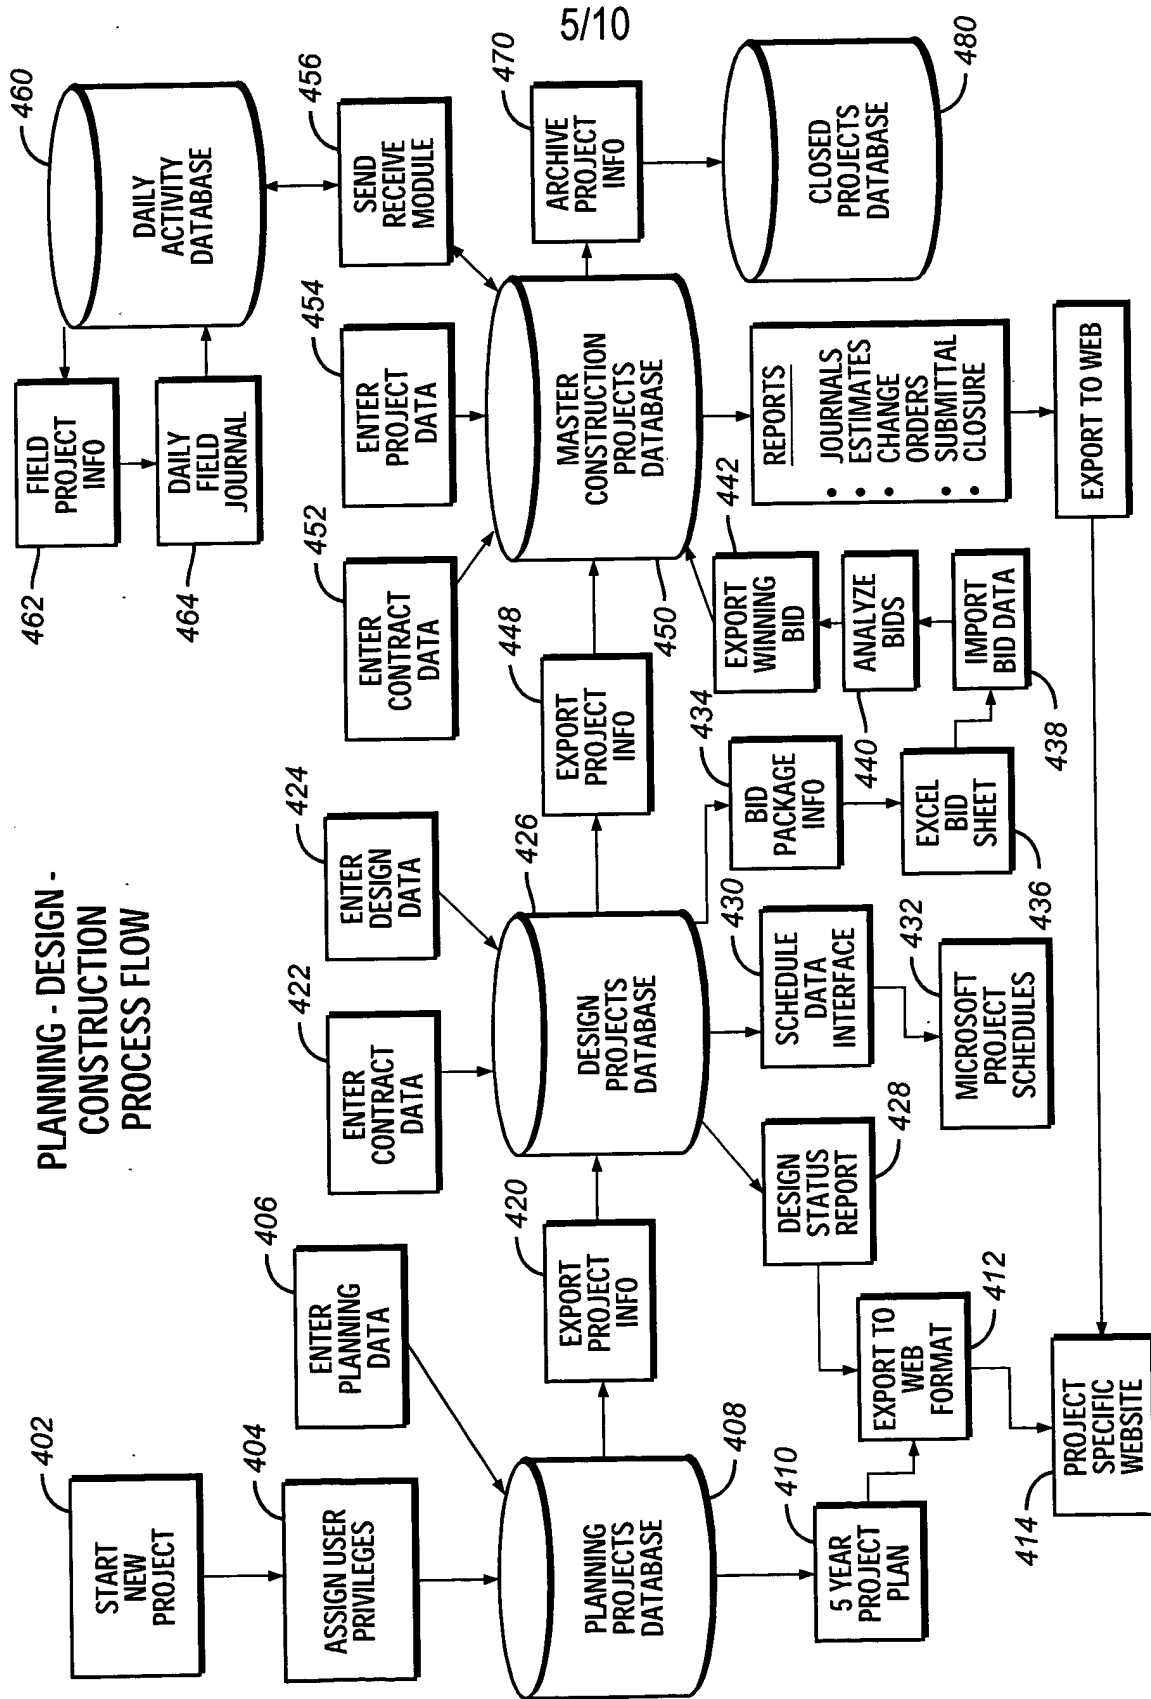 5/10
PLANNING - DESIGN -
CONSTRUCTION
PROCESS FLOW
402
START
NEW
PROJECT
404
ASSIGN USER
PRIVILEGES
406
ENTER
PLANNING
DATA
PLANNING
PROJECTS
DATABASE
408
410
5 YEAR
PROJECT
PLAN
EXPORT TO
WEB
FORMAT
412
PROJECT
SPECIFIC
WEBSITE
414
420
EXPORT
PROJECT
INFO
422
ENTER
CONTRACT
DATA
424
ENTER
DESIGN
DATA
426
DESIGN
PROJECTS
DATABASE
DESIGN
STATUS
REPORT
428
430
SCHEDULE
DATA
INTERFACE
432
MICROSOFT
PROJECT
SCHEDULES
434
BID
PACKAGE
INFO
EXCEL
BID
SHEET
436
IMPORT
BID DATA
438
ANALYZE
BIDS
440
442
EXPORT
WINNING
BID
448
EXPORT
PROJECT
INFO
450
MASTER
CONSTRUCTION
PROJECTS
DATABASE
452
ENTER
CONTRACT
DATA
454
ENTER
PROJECT
DATA
456
SEND
RECEIVE
MODULE
460
DAILY
ACTIVITY
DATABASE
FIELD
PROJECT
INFO
462
DAILY
FIELD
JOURNAL
464
470
ARCHIVE
PROJECT
INFO
CLOSED
PROJECTS
DATABASE
480
REPORTS
• JOURNALS
• ESTIMATES
• CHANGE
ORDERS
• SUBMITTAL
• CLOSURE
EXPORT TO WEB